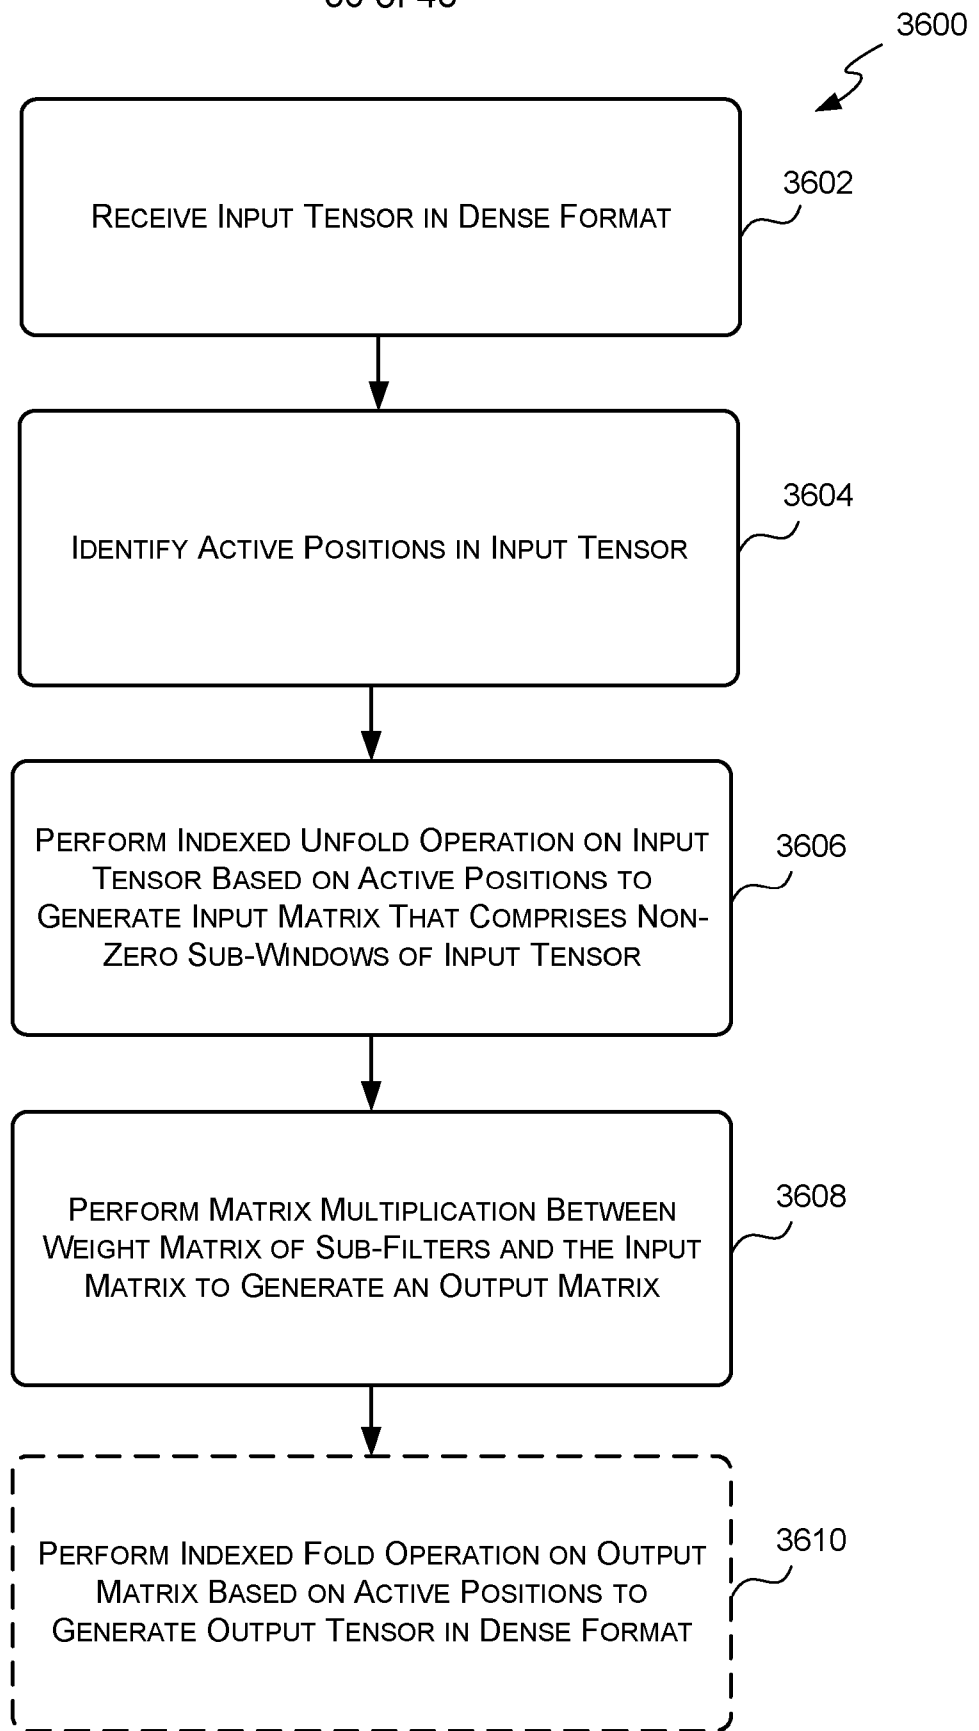 3600
RECEIVE INPUT TENSOR IN DENSE FORMAT
3602
IDENTIFY ACTIVE POSITIONS IN INPUT TENSOR
3604
PERFORM INDEXED UNFOLD OPERATION ON INPUT
TENSOR BASED ON ACTIVE POSITIONS TO
GENERATE INPUT MATRIX THAT COMPRISES NON-
ZERO SUB-WINDOWS OF INPUT TENSOR
3606
PERFORM MATRIX MULTIPLICATION BETWEEN
WEIGHT MATRIX OF SUB-FILTERS AND THE INPUT
MATRIX TO GENERATE AN OUTPUT MATRIX
3608
PERFORM INDEXED FOLD OPERATION ON OUTPUT
MATRIX BASED ON ACTIVE POSITIONS TO
GENERATE OUTPUT TENSOR IN DENSE FORMAT
3610